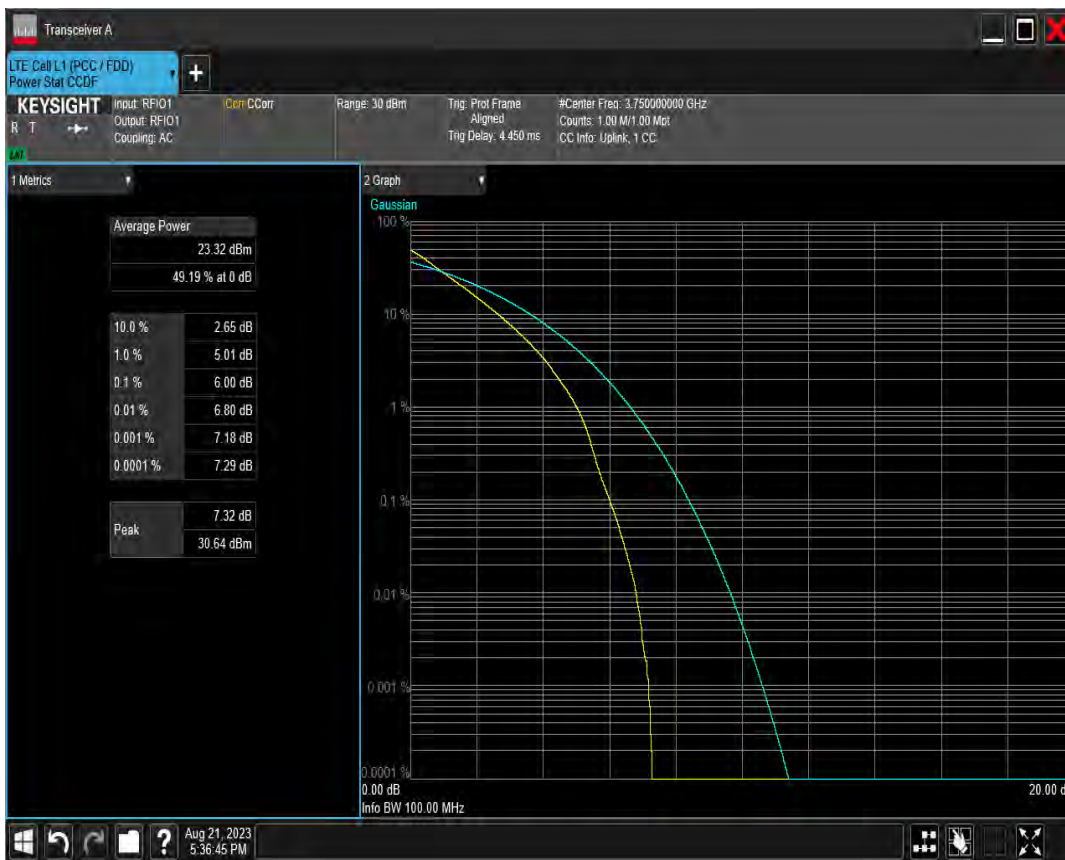 Transceiver A
LTE Cell L1 (PCC / FDD)
Power Stat CCDF
+
KEYSIGHT
R T
LNI
Input: RFIO1
Output: RFIO1
Coupling: AC
Corr CCorr
Range: 30 dBm
Trig: Prot Frame
Aligned
Trig Delay: 4.450 ms
#Center Freq: 3.750000000 GHz
Counts: 1.00 M/1.00 Mpt
CC Info: Uplink, 1 CC
1 Metrics
Average Power
23.32 dBm
49.19 % at 0 dB
10.0 % 2.65 dB
1.0 % 5.01 dB
0.1 % 6.00 dB
0.01 % 6.80 dB
0.001 % 7.18 dB
0.0001 % 7.29 dB
Peak 7.32 dB
30.64 dBm
2 Graph
Gaussian
100 %
10 %
1 %
0.1 %
0.01 %
0.001 %
0.0001 %
0.00 dB
20.00 d
Info BW 100.00 MHz
?
Aug 21, 2023
5:36:45 PM